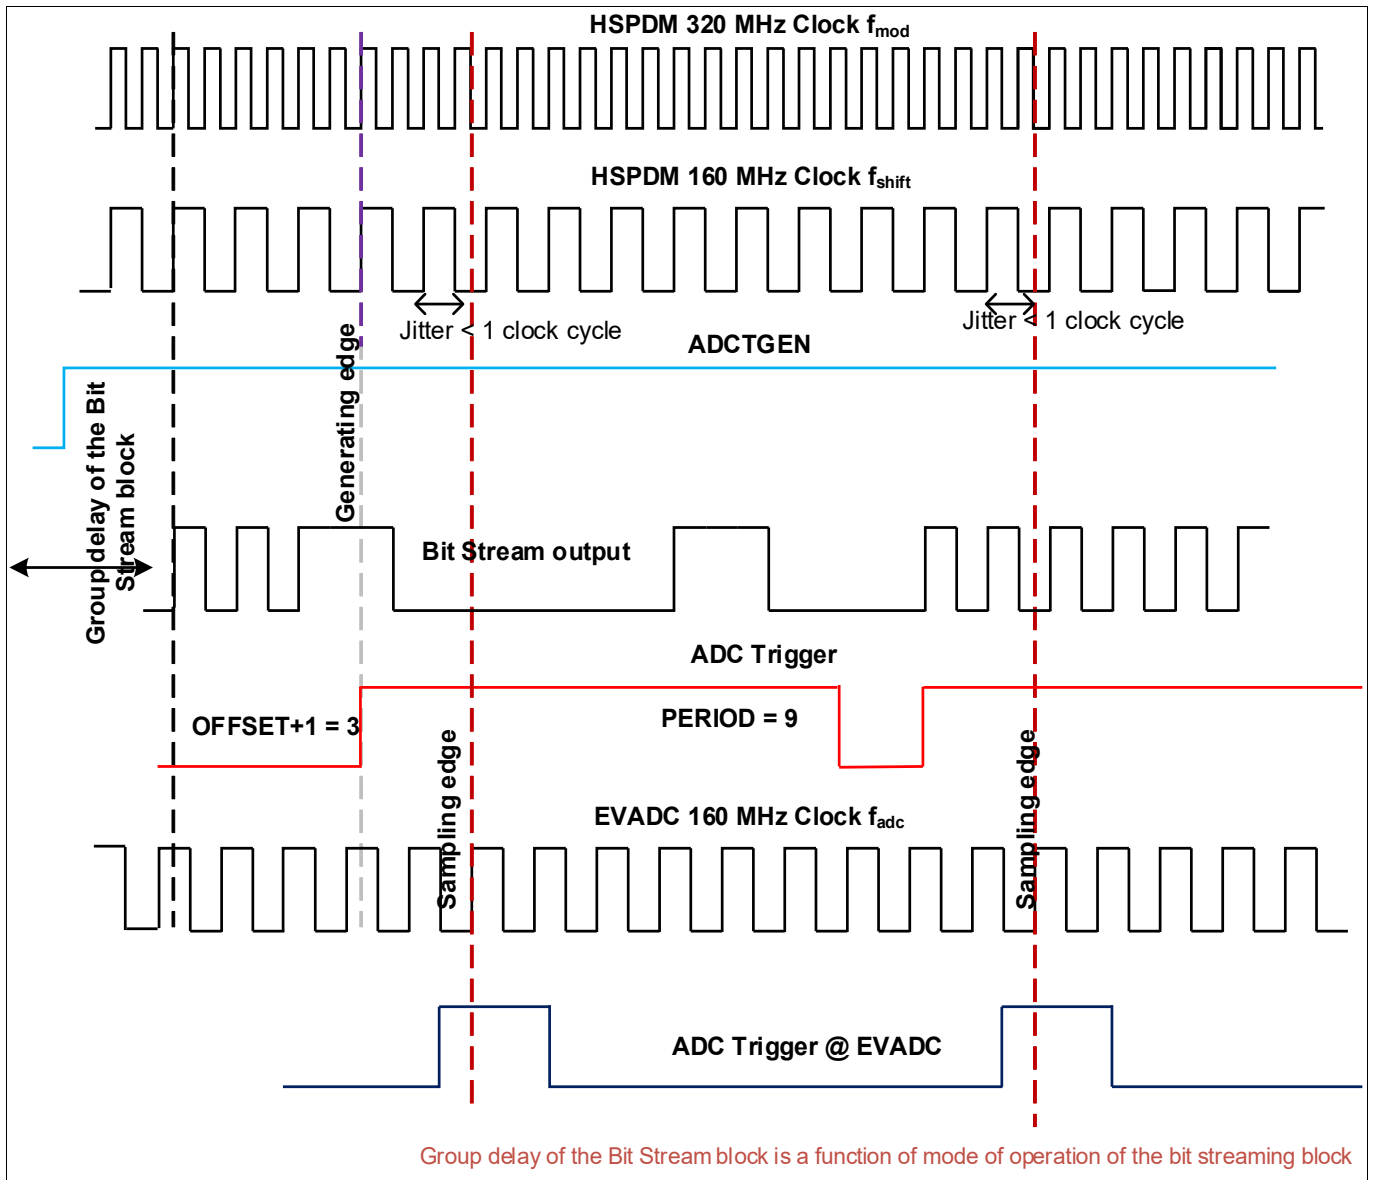 HSPDM 320 MHz Clock fmod
HSPDM 160 MHz Clock fshift
Jitter < 1 clock cycle
Jitter < 1 clock cycle
ADCTGEN
Group delay of the Bit
Stream block
Generating edge
Bit Stream output
ADC Trigger
OFFSET+1 = 3
PERIOD = 9
Sampling edge
Sampling edge
EVADC 160 MHz Clock fadc
ADC Trigger @ EVADC
Group delay of the Bit Stream block is a function of mode of operation of the bit streaming block